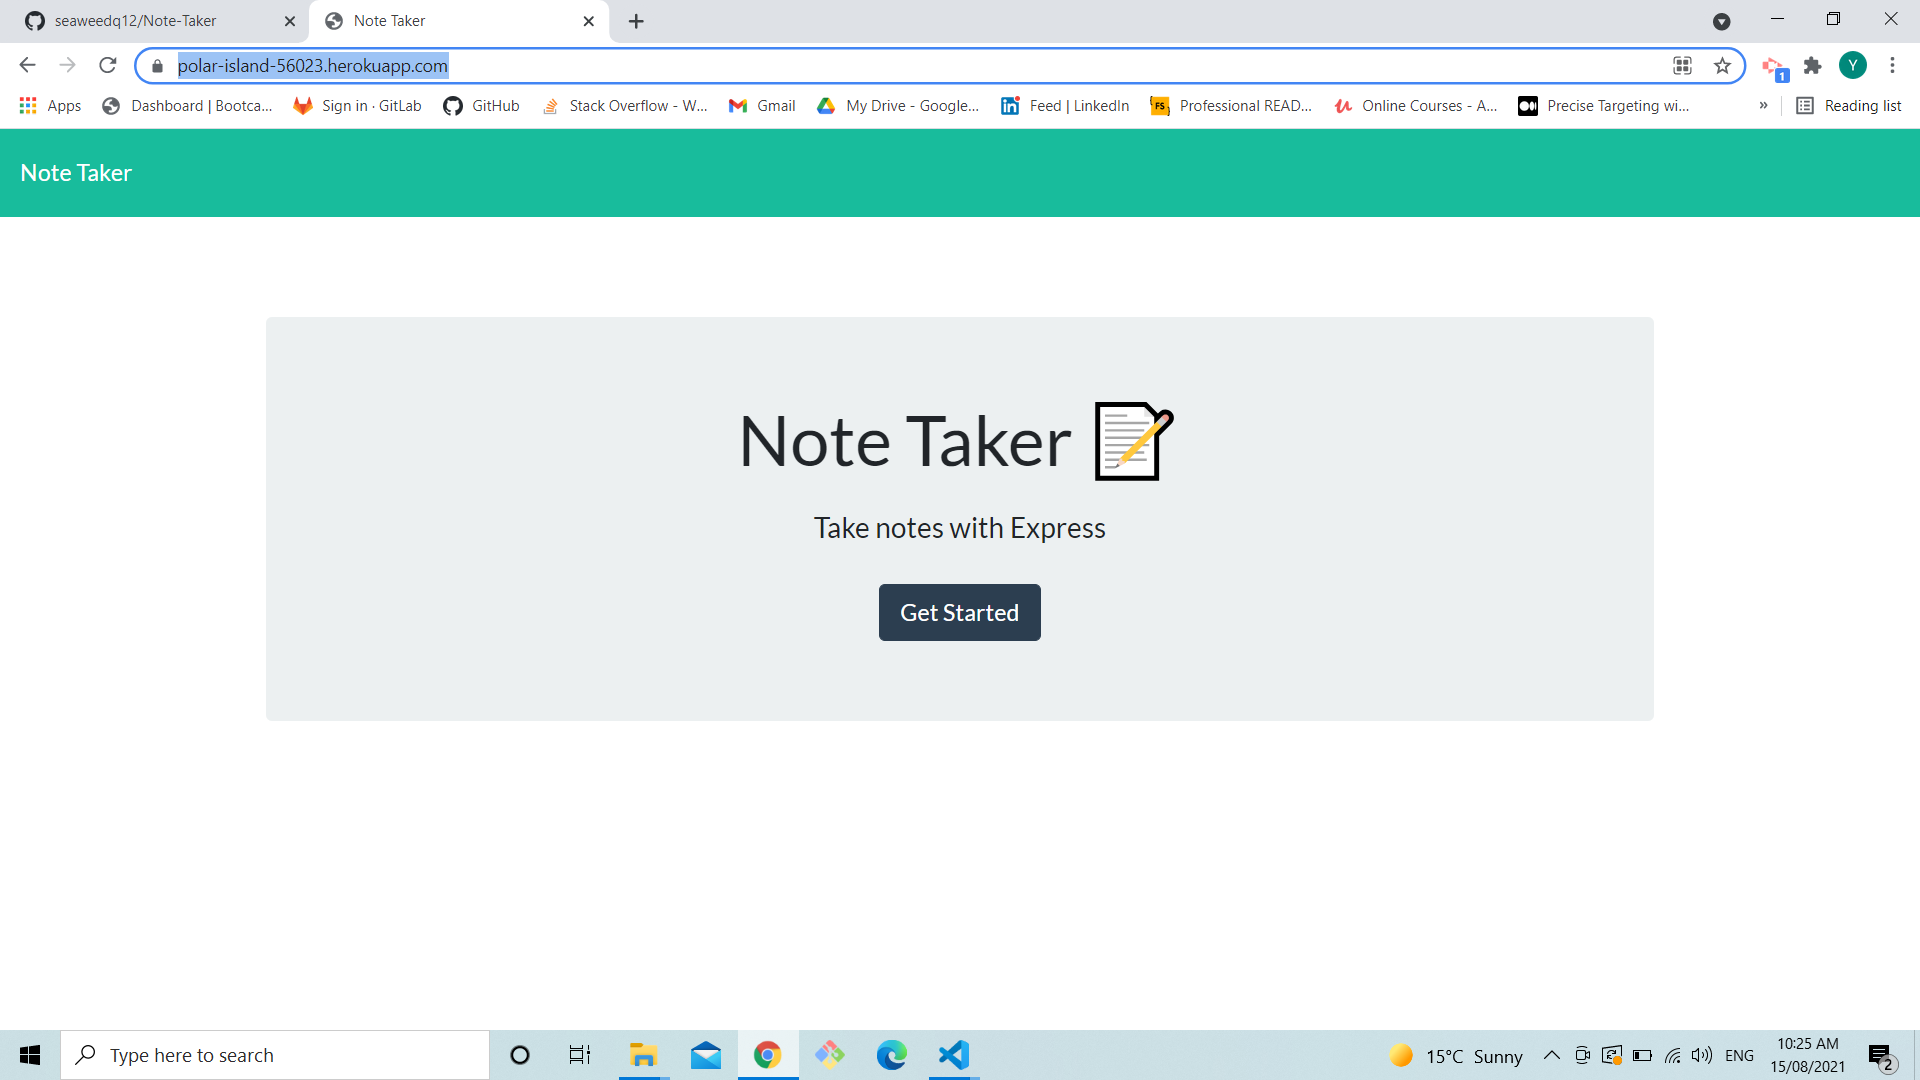 seaweedq12/Note-Taker
Note Taker
polar-island-56023.herokuapp.com
1
Y
Apps
Dashboard | Bootca...
Sign in · GitLab
GitHub
Stack Overflow - W...
Gmail
My Drive - Google...
Feed | LinkedIn
FS
Professional READ...
Online Courses - A...
Precise Targeting wi...
»
Reading list
Note Taker
Note Taker
Take notes with Express
Get Started
Type here to search
15°C Sunny
ENG
10:25 AM
15/08/2021
2